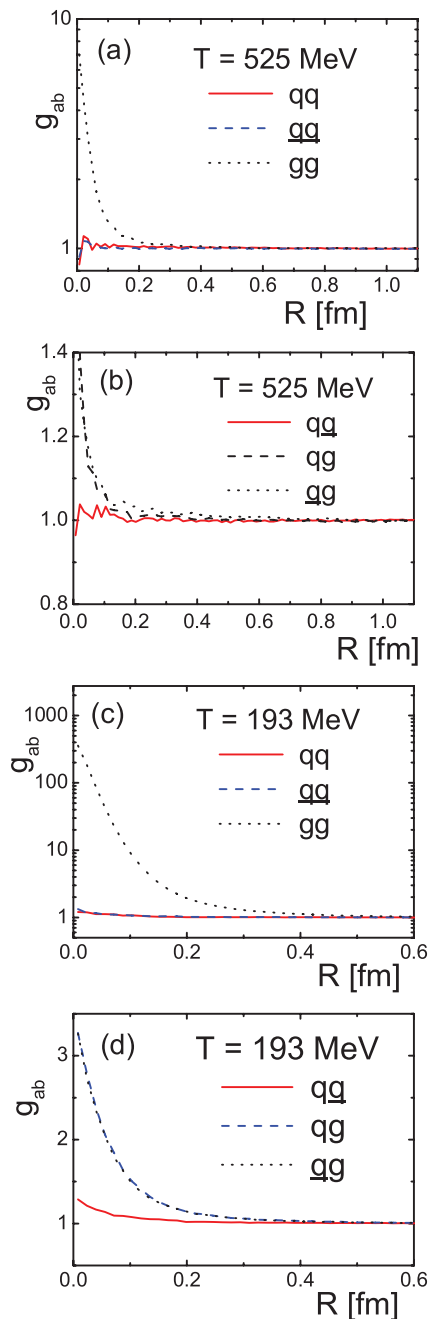 10
(a)
T = 525 MeV
qq
qq
gg
g_ab
1
0.0 0.2 0.4 0.6 0.8 1.0
R [fm]
1.4
(b)
T = 525 MeV
qq
qg
qg
g_ab
1.2
1.0
0.8
0.0 0.2 0.4 0.6 0.8 1.0
R [fm]
1000
(c)
T = 193 MeV
qq
qq
gg
g_ab
100
10
1
0.0 0.2 0.4 0.6
R [fm]
(d)
T = 193 MeV
qq
qg
qg
g_ab
3
2
1
0.0 0.2 0.4 0.6
R [fm]